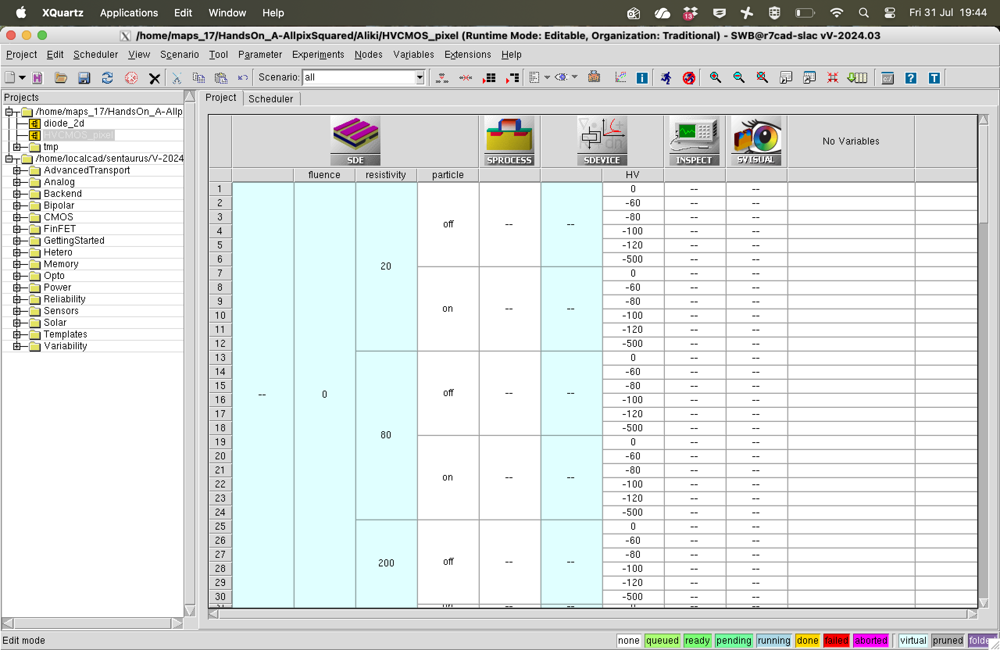 XQuartz Applications Edit Window Help 13 Fri 31 Jul 19:44
/home/maps_17/HandsOn_A-AllpixSquared/Aliki/HVCMOS_pixel (Runtime Mode: Editable, Organization: Traditional) - SWB@r7cad-slac vV-2024.03
Project Edit Scheduler View Scenario Tool Parameter Experiments Nodes Variables Extensions Help
Scenario: all
Projects
/home/maps_17/HandsOn_A-Allp
diode_2d
HVCMOS_pixel
tmp
/home/localcad/sentaurus/V-2024
AdvancedTransport
Analog
Backend
Bipolar
CMOS
FinFET
GettingStarted
Hetero
Memory
Opto
Power
Reliability
Sensors
Solar
Templates
Variability
Project Scheduler
SDE SPROCESS SDEVICE INSPECT SVISUAL No Variables
fluence resistivity particle HV
1 0 -- --
2 -60 -- --
3 -80 -- --
off -- --
4 -100 -- --
5 -120 -- --
6 -500 -- --
20
7 0 -- --
8 -60 -- --
9 -80 -- --
on -- --
10 -100 -- --
11 -120 -- --
12 -500 -- --
13 0 -- --
14 -60 -- --
15 -80 -- --
-- 0 off -- --
16 -100 -- --
17 -120 -- --
18 -500 -- --
80
19 0 -- --
20 -60 -- --
21 -80 -- --
on -- --
22 -100 -- --
23 -120 -- --
24 -500 -- --
25 0 -- --
26 -60 -- --
27 -80 -- --
200 off -- --
28 -100 -- --
29 -120 -- --
30 -500 -- --
Edit mode none queued ready pending running done failed aborted virtual pruned folded